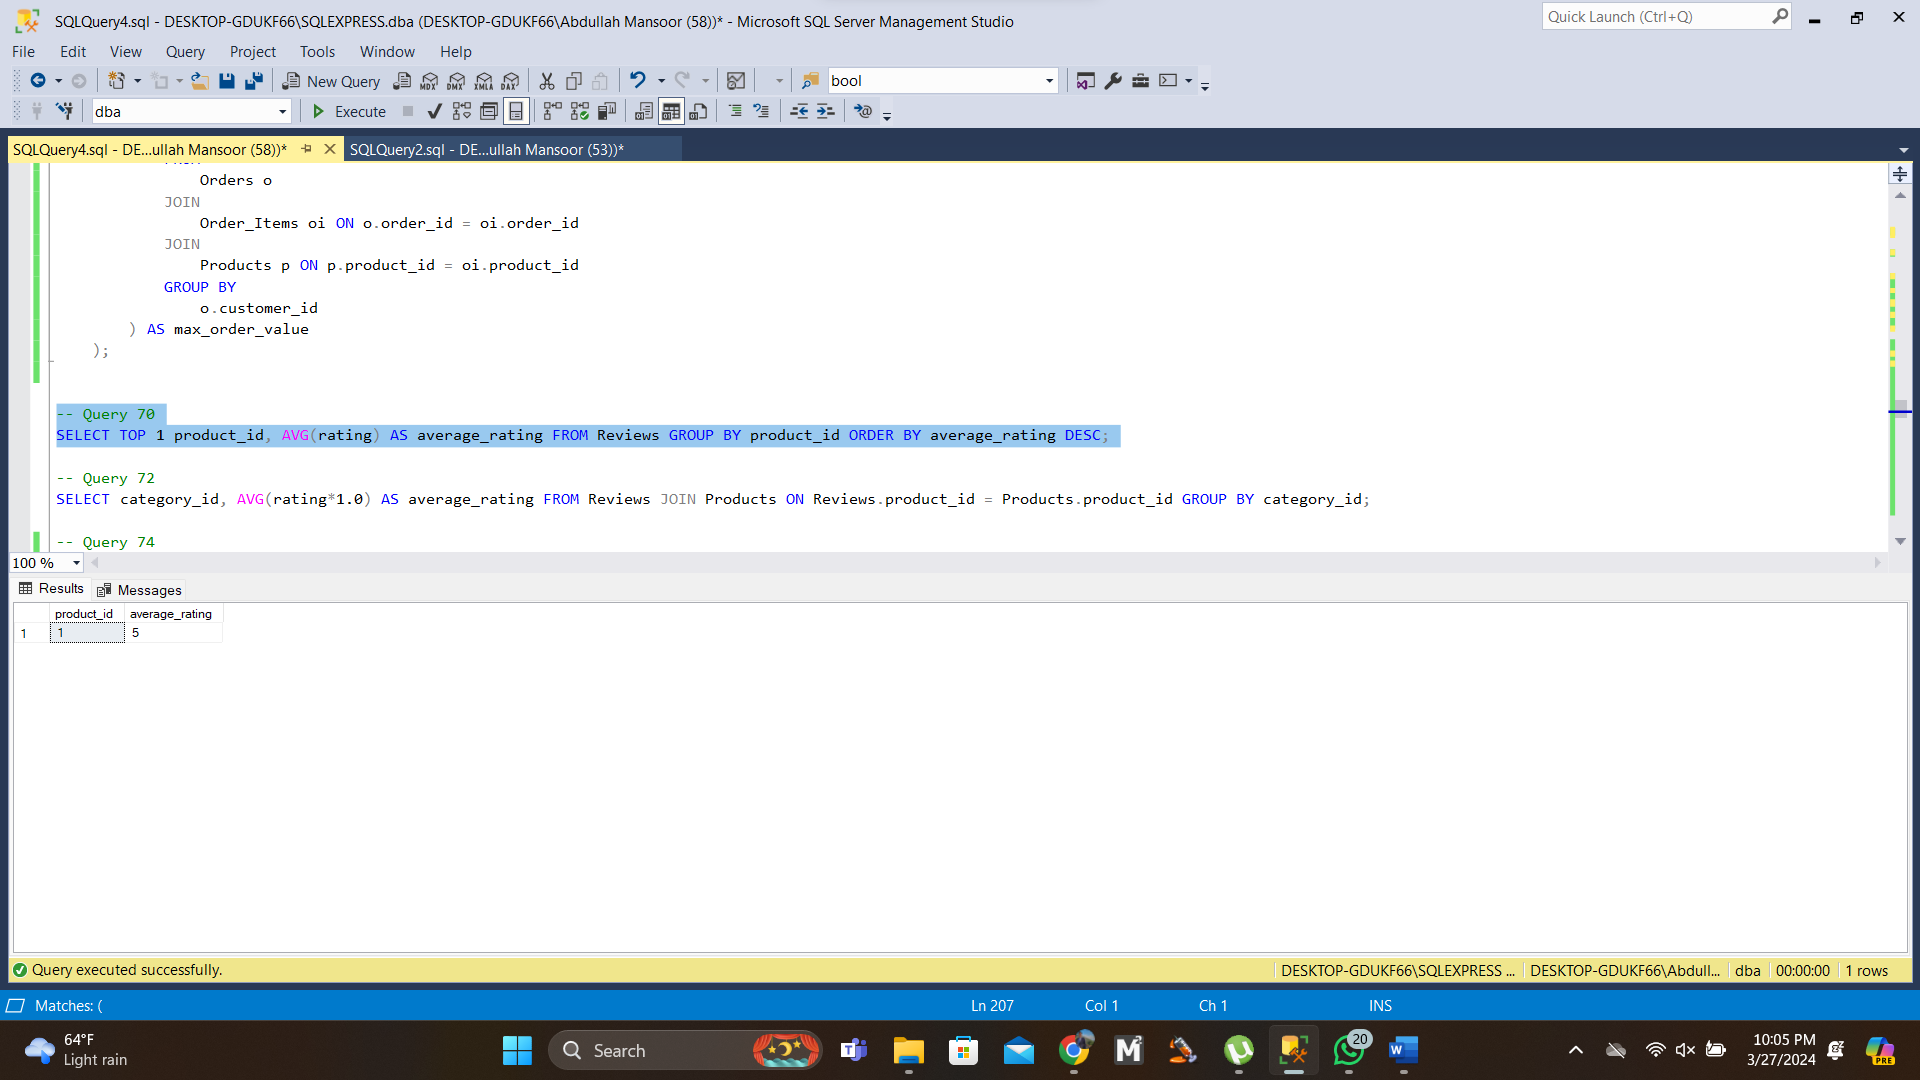 SQLQuery4.sql - DESKTOP-GDUKF66\SQLEXPRESS.dba (DESKTOP-GDUKF66\Abdullah Mansoor (58))* - Microsoft SQL Server Management Studio
Quick Launch (Ctrl+Q)
File Edit View Query Project Tools Window Help
New Query MDX DMX XMLA DAX bool
dba Execute
SQLQuery4.sql - DE...ullah Mansoor (58))* SQLQuery2.sql - DE...ullah Mansoor (53))*
Orders o
JOIN
Order_Items oi ON o.order_id = oi.order_id
JOIN
Products p ON p.product_id = oi.product_id
GROUP BY
o.customer_id
) AS max_order_value
);
-- Query 70
SELECT TOP 1 product_id, AVG(rating) AS average_rating FROM Reviews GROUP BY product_id ORDER BY average_rating DESC;
-- Query 72
SELECT category_id, AVG(rating*1.0) AS average_rating FROM Reviews JOIN Products ON Reviews.product_id = Products.product_id GROUP BY category_id;
-- Query 74
100 %
Results Messages
product_id average_rating
1 1 5
Query executed successfully. DESKTOP-GDUKF66\SQLEXPRESS ... DESKTOP-GDUKF66\Abdull... dba 00:00:00 1 rows
Matches: ( Ln 207 Col 1 Ch 1 INS
64°F
Light rain
Search
20
10:05 PM
3/27/2024
PRE